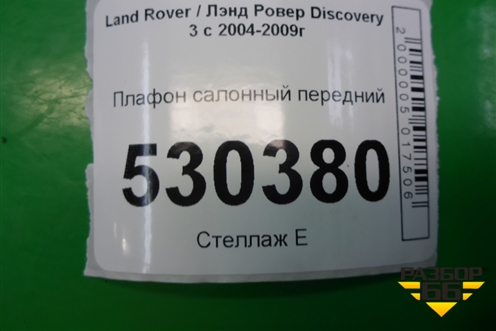 Land Rover / Лэнд Ровер Discovery
3 с 2004-2009г
Плафон салонный передний
530380
Стеллаж Е
2000005017506
РАЗБОР
66